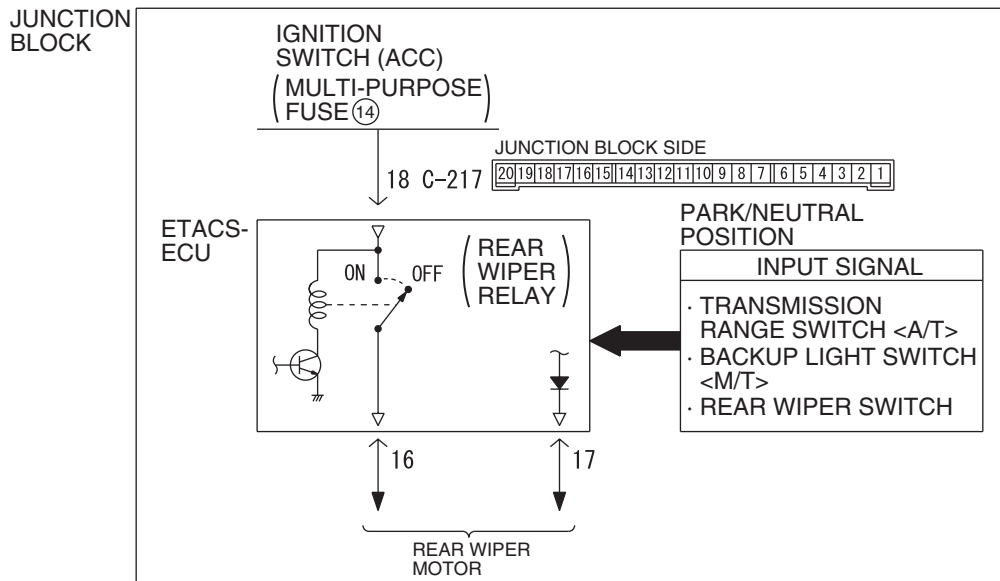 JUNCTION
BLOCK
IGNITION
SWITCH (ACC)
(MULTI-PURPOSE
FUSE⑭)
18 C-217
JUNCTION BLOCK SIDE
20 19 18 17 16 15 14 13 12 11 10 9 8 7 6 5 4 3 2 1
ETACS-
ECU
ON OFF
(REAR
WIPER
RELAY)
PARK/NEUTRAL
POSITION
INPUT SIGNAL
· TRANSMISSION
RANGE SWITCH <A/T>
· BACKUP LIGHT SWITCH
<M/T>
· REAR WIPER SWITCH
16
17
REAR WIPER
MOTOR